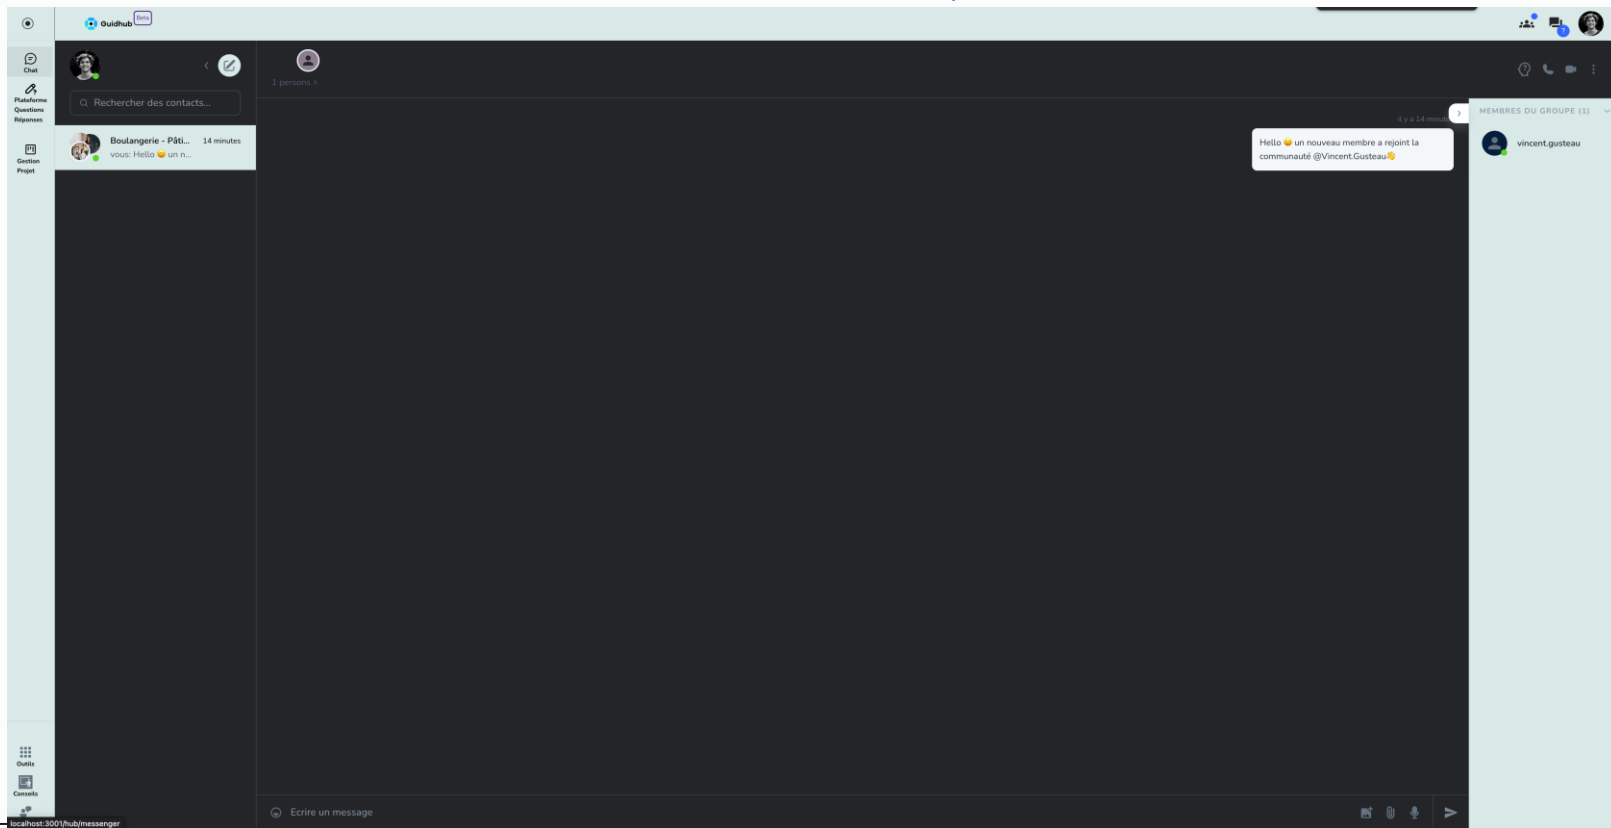 Guidhub Beta
7
Chat
Plateforme
Questions
Réponses
Gestion
Projet
Rechercher des contacts...
Boulangerie - Pâti... 14 minutes
vous: Hello 😄 un n...
1 persons >
il y a 14 minut
Hello 😄 un nouveau membre a rejoint la
communauté @Vincent.Gusteau👋
MEMBRES DU GROUPE (1)
vincent.gusteau
Outils
Conseils
Ecrire un message
localhost:3001/hub/messenger